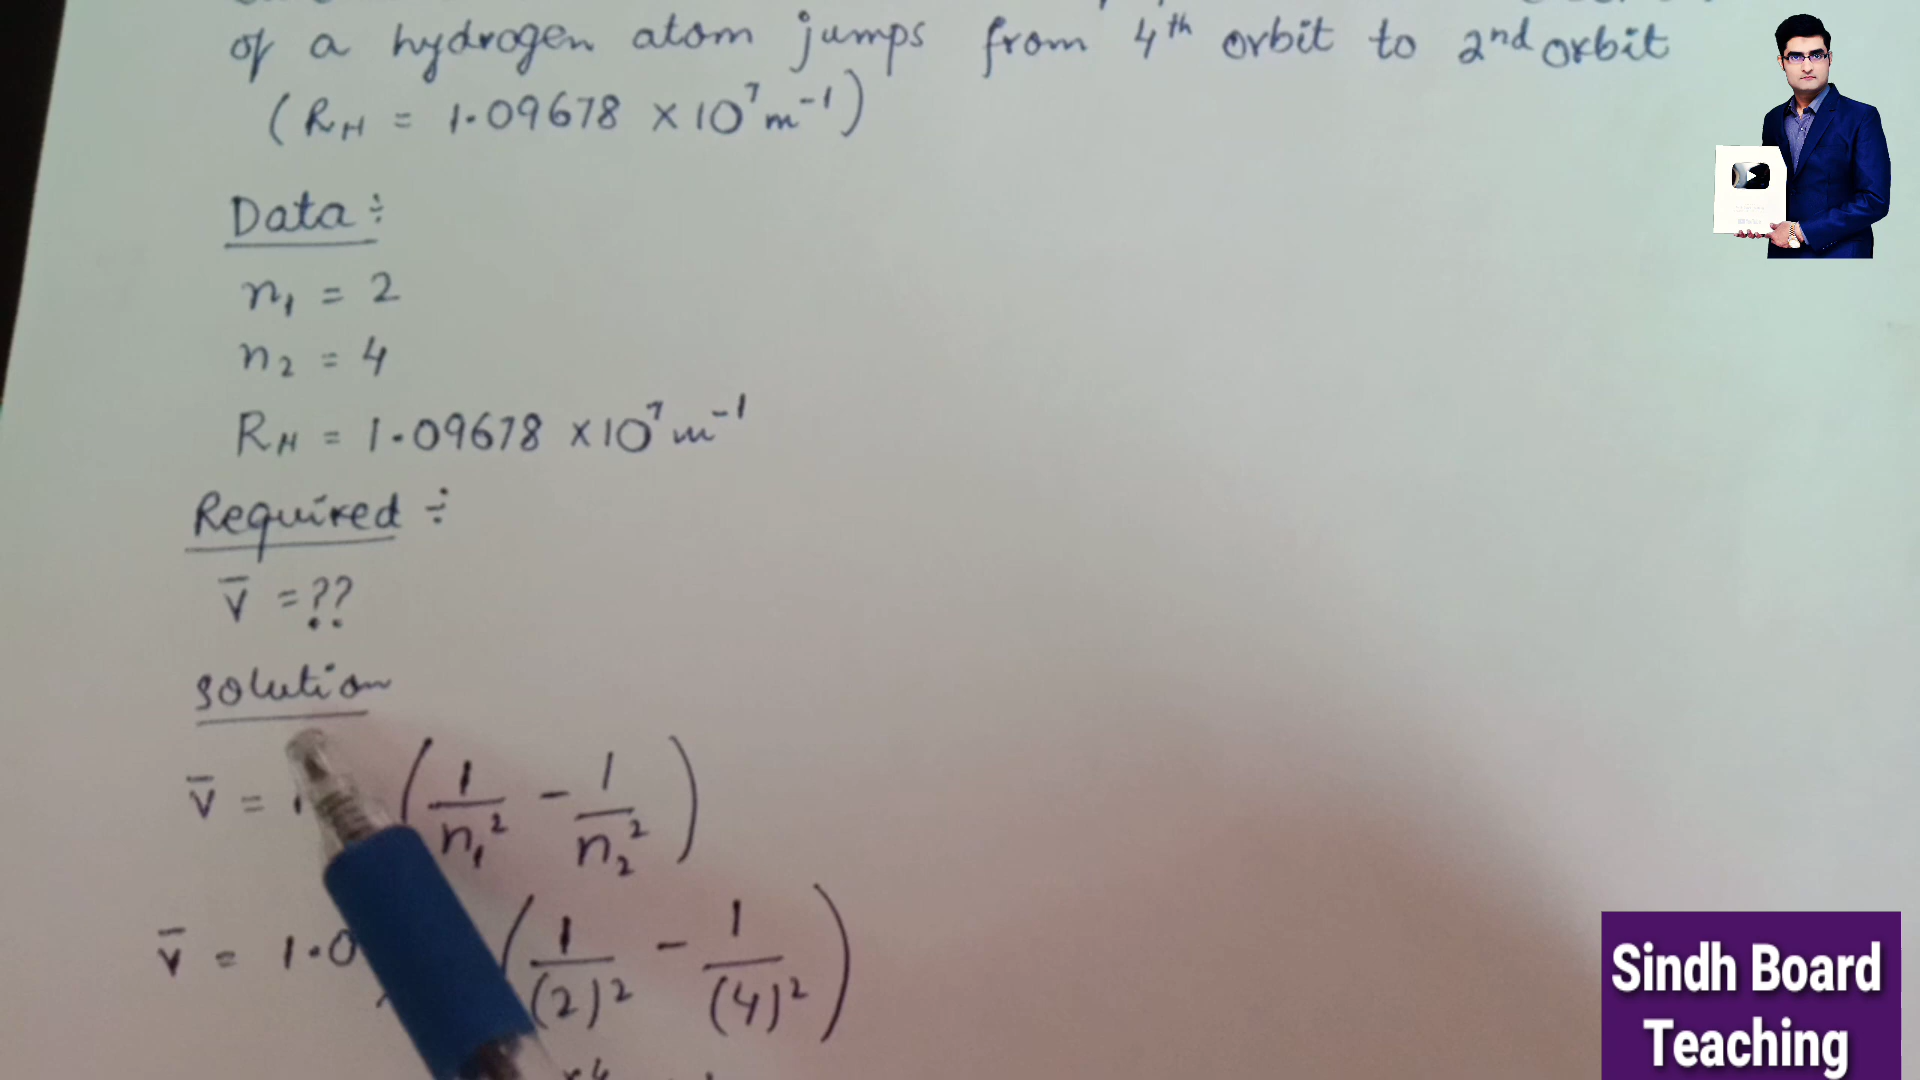 of a hydrogen atom jumps from 4th orbit to 2nd orbit
(RH = 1.09678 ×10⁷ m⁻¹)
Data ÷
n₁ = 2
n₂ = 4
RH = 1.09678 ×10⁷ m⁻¹
Required ÷
v̅ = ??
solution
v̅ = (1/n₁² - 1/n₂²)
v̅ = 1.0 (1/(2)² - 1/(4)²)
Sindh Board
Teaching